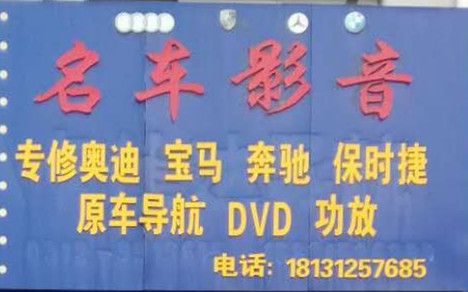 名车影音
专修奥迪 宝马 奔驰 保时捷
原车导航 DVD 功放
电话: 18131257685